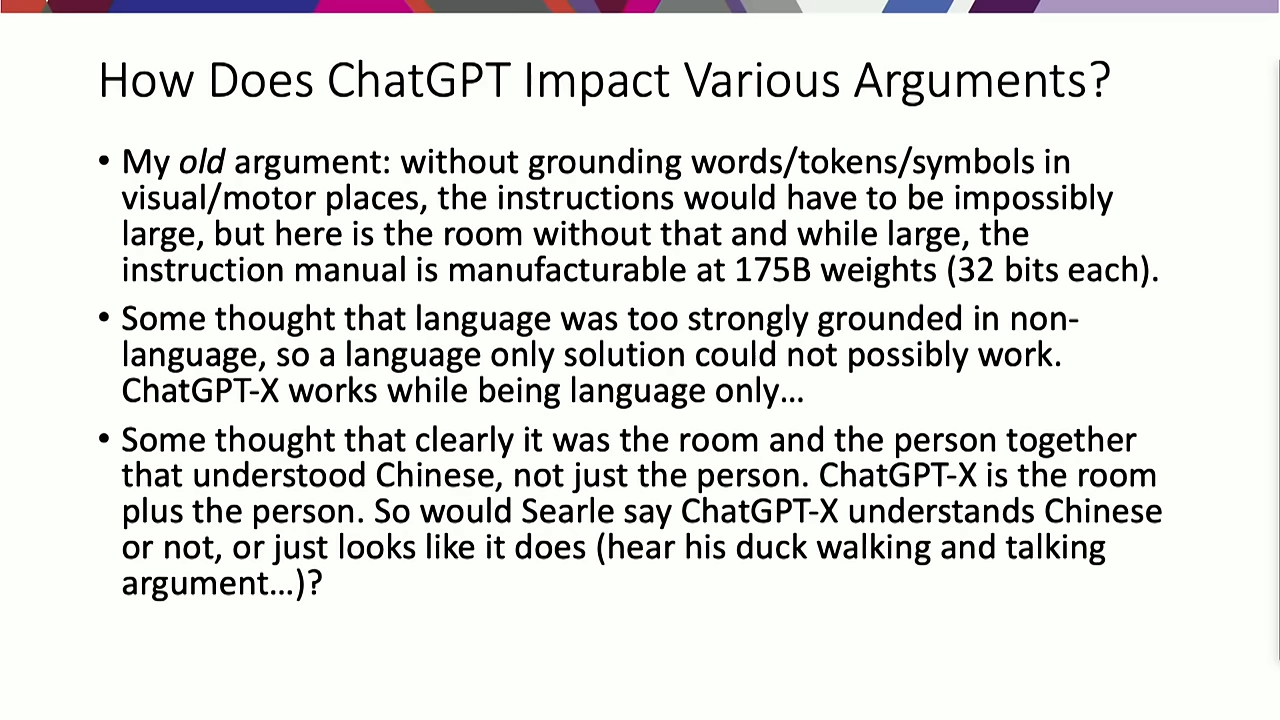 How Does ChatGPT Impact Various Arguments?
• My old argument: without grounding words/tokens/symbols in
visual/motor places, the instructions would have to be impossibly
large, but here is the room without that and while large, the
instruction manual is manufacturable at 175B weights (32 bits each).
• Some thought that language was too strongly grounded in non-
language, so a language only solution could not possibly work.
ChatGPT-X works while being language only…
• Some thought that clearly it was the room and the person together
that understood Chinese, not just the person. ChatGPT-X is the room
plus the person. So would Searle say ChatGPT-X understands Chinese
or not, or just looks like it does (hear his duck walking and talking
argument…)?